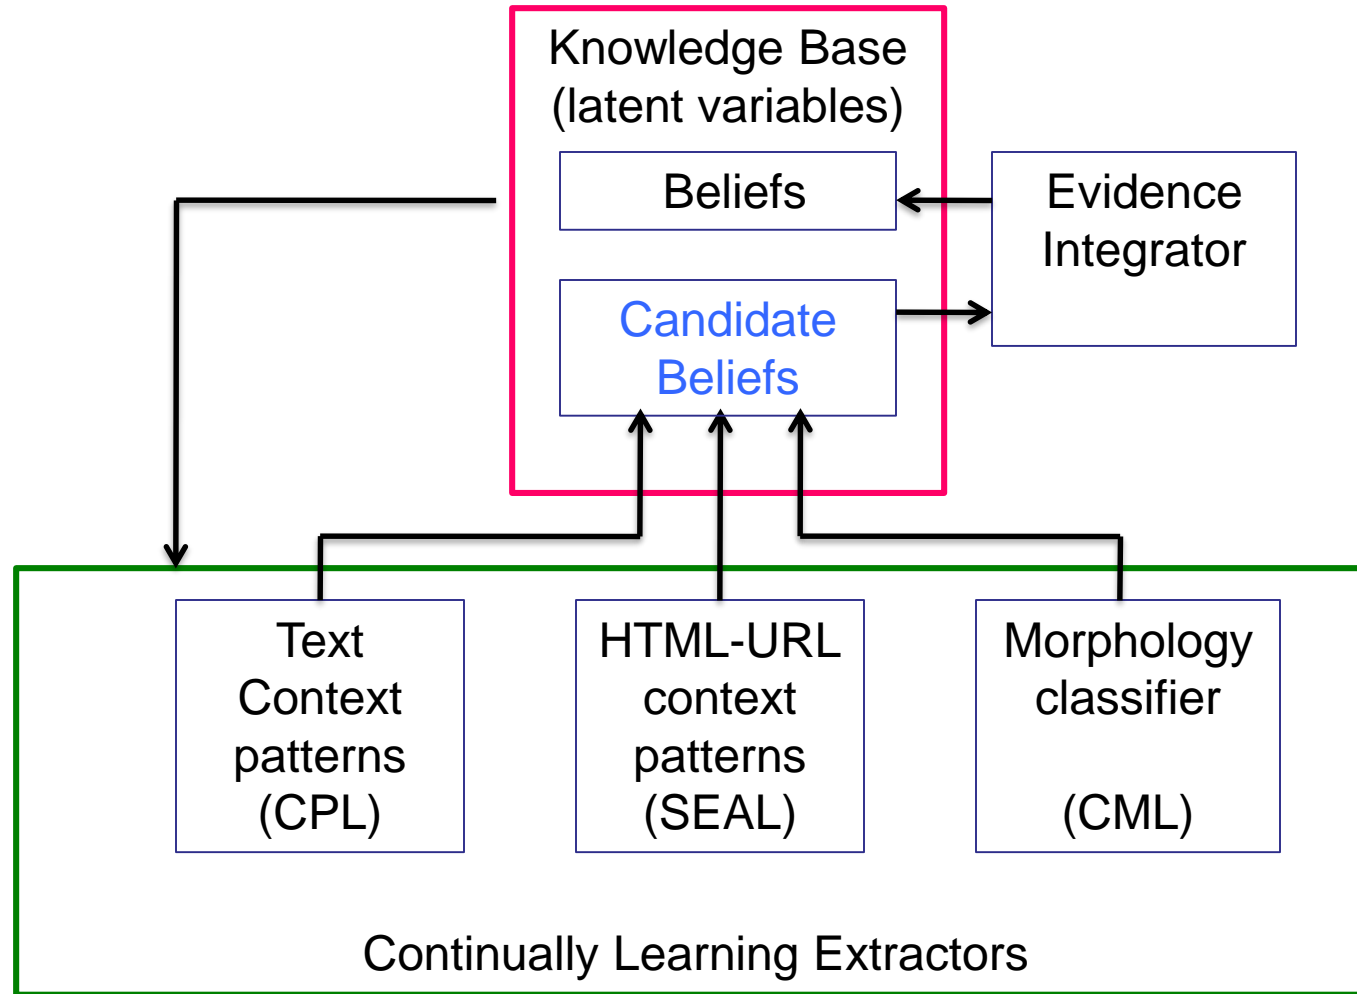 Knowledge Base
(latent variables)
Beliefs
Evidence
Integrator
Candidate
Beliefs
Text
Context
patterns
(CPL)
HTML-URL
context
patterns
(SEAL)
Morphology
classifier
(CML)
Continually Learning Extractors